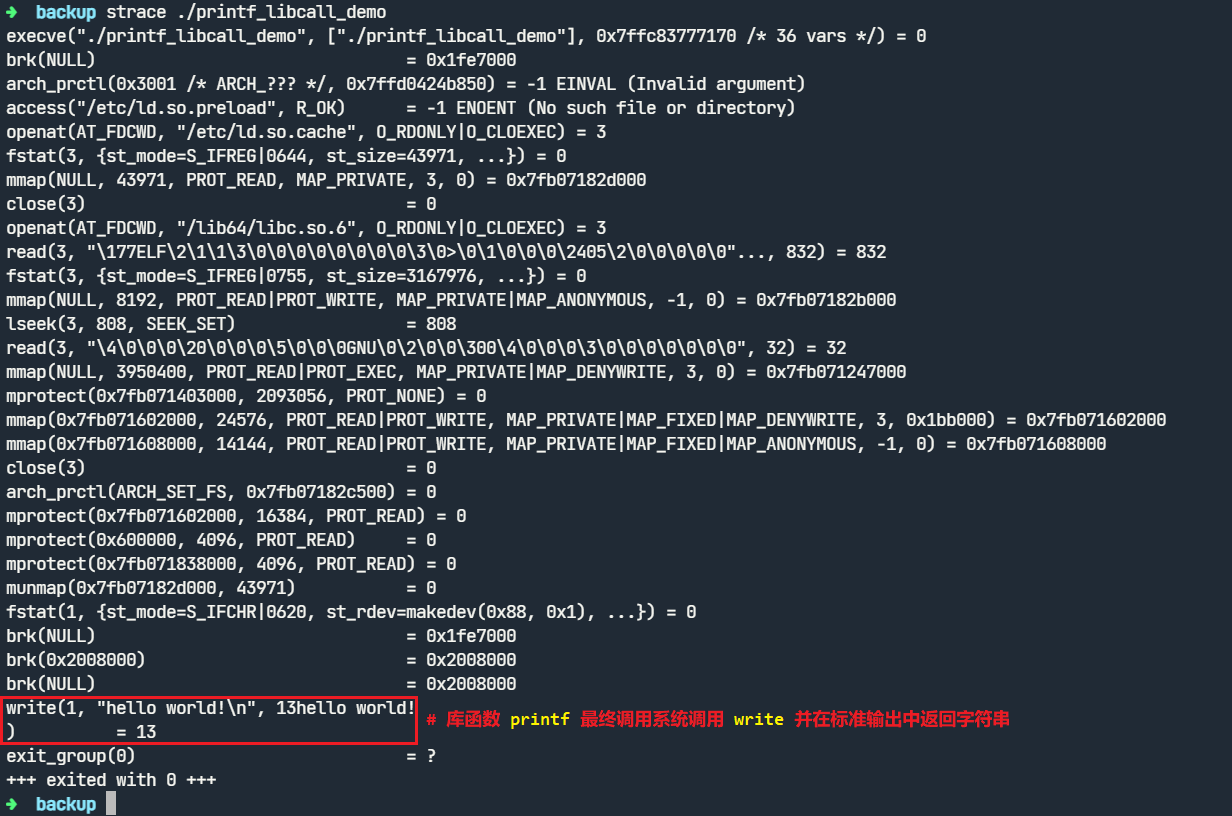 ➜  backup strace ./printf_libcall_demo
execve("./printf_libcall_demo", ["./printf_libcall_demo"], 0x7ffc83777170 /* 36 vars */) = 0
brk(NULL)                               = 0x1fe7000
arch_prctl(0x3001 /* ARCH_??? */, 0x7ffd0424b850) = -1 EINVAL (Invalid argument)
access("/etc/ld.so.preload", R_OK)      = -1 ENOENT (No such file or directory)
openat(AT_FDCWD, "/etc/ld.so.cache", O_RDONLY|O_CLOEXEC) = 3
fstat(3, {st_mode=S_IFREG|0644, st_size=43971, ...}) = 0
mmap(NULL, 43971, PROT_READ, MAP_PRIVATE, 3, 0) = 0x7fb07182d000
close(3)                                = 0
openat(AT_FDCWD, "/lib64/libc.so.6", O_RDONLY|O_CLOEXEC) = 3
read(3, "\177ELF\2\1\1\3\0\0\0\0\0\0\0\0\3\0>\0\1\0\0\0\2405\2\0\0\0\0\0"..., 832) = 832
fstat(3, {st_mode=S_IFREG|0755, st_size=3167976, ...}) = 0
mmap(NULL, 8192, PROT_READ|PROT_WRITE, MAP_PRIVATE|MAP_ANONYMOUS, -1, 0) = 0x7fb07182b000
lseek(3, 808, SEEK_SET)                 = 808
read(3, "\4\0\0\0\20\0\0\0\5\0\0\0GNU\0\2\0\0\300\4\0\0\0\3\0\0\0\0\0\0\0", 32) = 32
mmap(NULL, 3950400, PROT_READ|PROT_EXEC, MAP_PRIVATE|MAP_DENYWRITE, 3, 0) = 0x7fb071247000
mprotect(0x7fb071403000, 2093056, PROT_NONE) = 0
mmap(0x7fb071602000, 24576, PROT_READ|PROT_WRITE, MAP_PRIVATE|MAP_FIXED|MAP_DENYWRITE, 3, 0x1bb000) = 0x7fb071602000
mmap(0x7fb071608000, 14144, PROT_READ|PROT_WRITE, MAP_PRIVATE|MAP_FIXED|MAP_ANONYMOUS, -1, 0) = 0x7fb071608000
close(3)                                = 0
arch_prctl(ARCH_SET_FS, 0x7fb07182c500) = 0
mprotect(0x7fb071602000, 16384, PROT_READ) = 0
mprotect(0x600000, 4096, PROT_READ)     = 0
mprotect(0x7fb071838000, 4096, PROT_READ) = 0
munmap(0x7fb07182d000, 43971)           = 0
fstat(1, {st_mode=S_IFCHR|0620, st_rdev=makedev(0x88, 0x1), ...}) = 0
brk(NULL)                               = 0x1fe7000
brk(0x2008000)                          = 0x2008000
brk(NULL)                               = 0x2008000
write(1, "hello world!\n", 13hello world! # 库函数 printf 最终调用系统调用 write 并在标准输出中返回字符串
)          = 13
exit_group(0)                           = ?
+++ exited with 0 +++
➜  backup